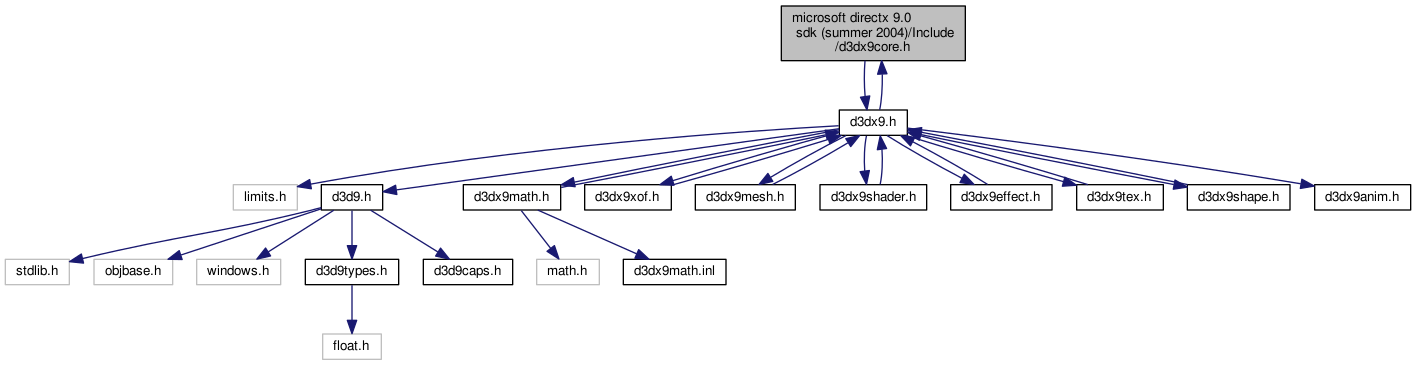 microsoft directx 9.0
sdk (summer 2004)/Include
/d3dx9core.h
d3dx9.h
limits.h
d3d9.h
d3dx9math.h
d3dx9xof.h
d3dx9mesh.h
d3dx9shader.h
d3dx9effect.h
d3dx9tex.h
d3dx9shape.h
d3dx9anim.h
stdlib.h
objbase.h
windows.h
d3d9types.h
d3d9caps.h
math.h
d3dx9math.inl
float.h